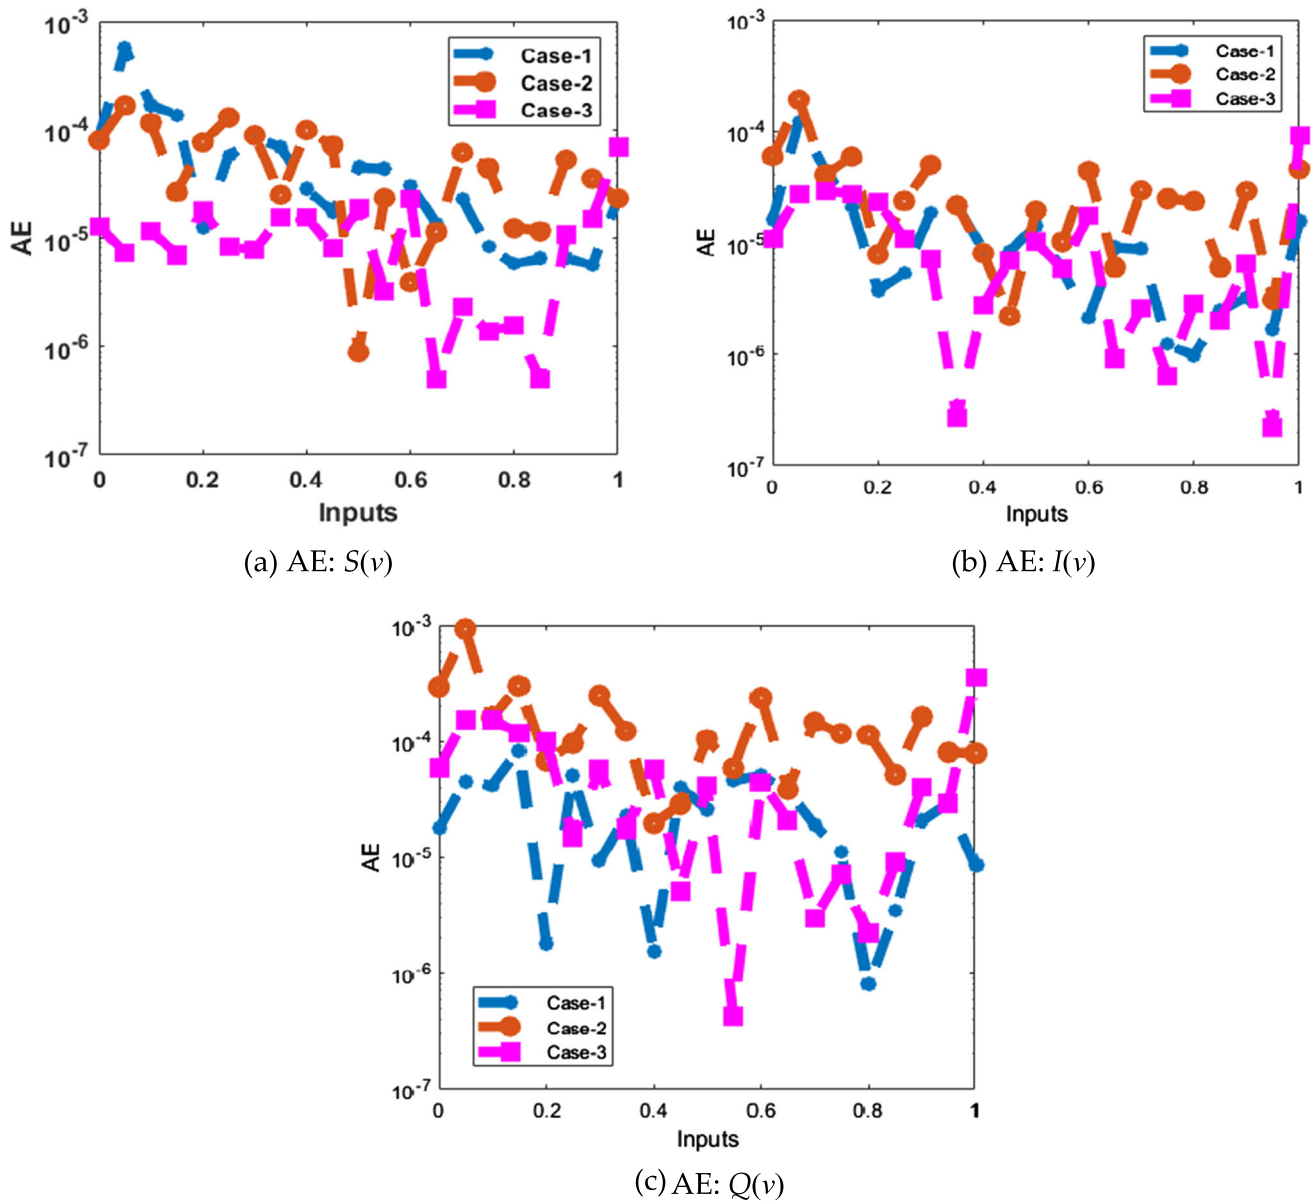 10-3
10-4
10-5
10-6
10-7
AE
0 0.2 0.4 0.6 0.8 1
Inputs
Case-1
Case-2
Case-3
(a) AE: S(v)
10-3
10-4
10-5
10-6
10-7
AE
0 0.2 0.4 0.6 0.8 1
Inputs
Case-1
Case-2
Case-3
(b) AE: I(v)
10-3
10-4
10-5
10-6
10-7
AE
0 0.2 0.4 0.6 0.8 1
Inputs
Case-1
Case-2
Case-3
(c) AE: Q(v)